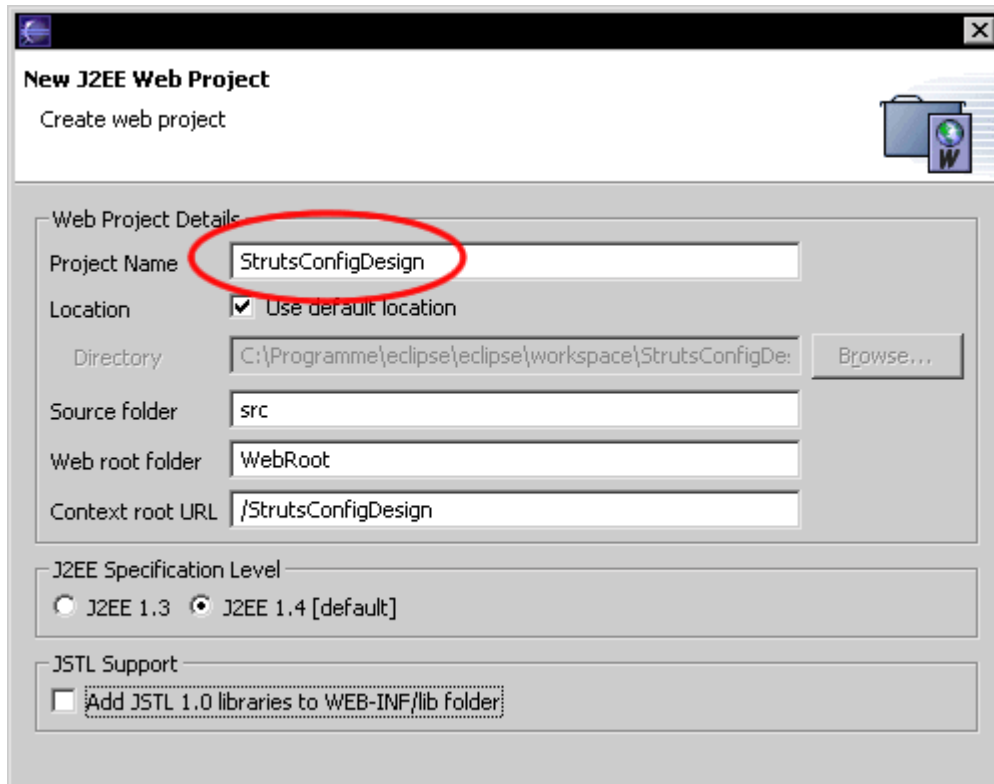 New J2EE Web Project
Create web project
W
Web Project Details
Project Name StrutsConfigDesign
Location Use default location
Directory C:\Programme\eclipse\eclipse\workspace\StrutsConfigDe Browse...
Source folder src
Web root folder WebRoot
Context root URL /StrutsConfigDesign
J2EE Specification Level
J2EE 1.3 J2EE 1.4 [default]
JSTL Support
Add JSTL 1.0 libraries to WEB-INF/lib folder